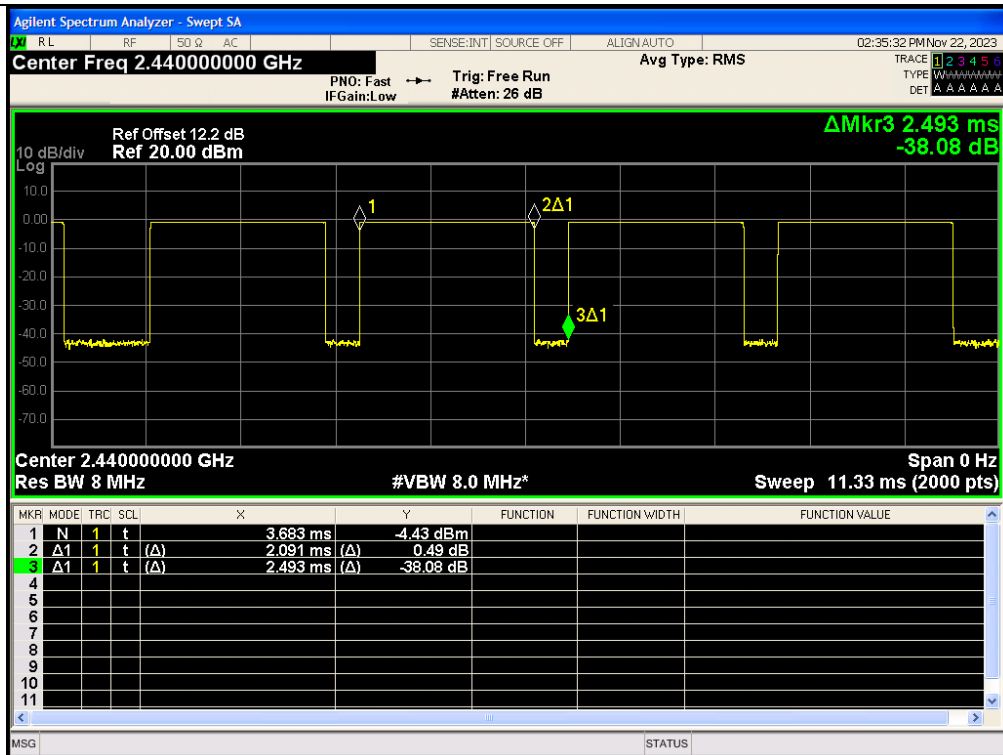 Agilent Spectrum Analyzer - Swept SA
LXI RL RF 50 Ω AC SENSE:INT SOURCE OFF ALIGNAUTO 02:35:32 PM Nov 22, 2023
Center Freq 2.440000000 GHz
PNO: Fast
IFGain:Low
Trig: Free Run
#Atten: 26 dB
Avg Type: RMS
TRACE 1 2 3 4 5 6
TYPE WWWWWW
DET A A A A A A
ΔMkr3 2.493 ms
-38.08 dB
Ref Offset 12.2 dB
10 dB/div Ref 20.00 dBm
Log
10.0
0.00
-10.0
-20.0
-30.0
-40.0
-50.0
-60.0
-70.0
1
2Δ1
3Δ1
Center 2.440000000 GHz Span 0 Hz
Res BW 8 MHz #VBW 8.0 MHz* Sweep 11.33 ms (2000 pts)
MKR MODE TRC SCL X Y FUNCTION FUNCTION WIDTH FUNCTION VALUE
1 N 1 t 3.683 ms -4.43 dBm
2 Δ1 1 t (Δ) 2.091 ms (Δ) 0.49 dB
3 Δ1 1 t (Δ) 2.493 ms (Δ) -38.08 dB
4
5
6
7
8
9
10
11
MSG STATUS